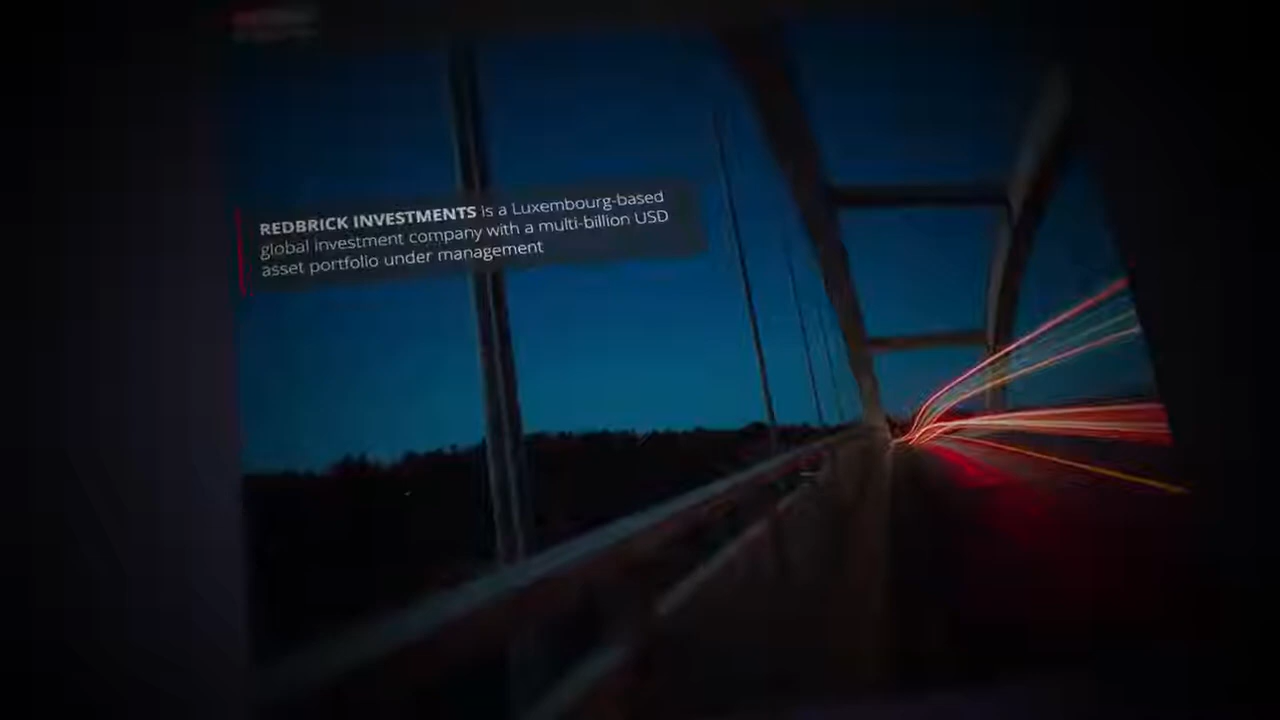 REDBRICK INVESTMENTS is a Luxembourg-based
global investment company with a multi-billion USD
asset portfolio under management